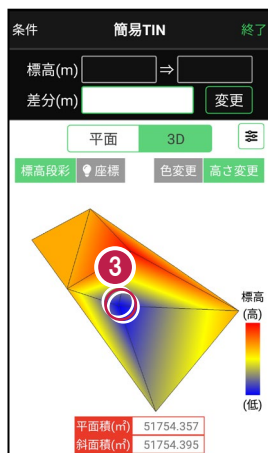 条件 簡易TIN 終了
標高(m) ⇒
差分(m) 変更
平面 3D
標高段彩 座標 色変更 高さ変更
3
標高
(高)
(低)
平面積(㎡) 51754.357
斜面積(㎡) 51754.395